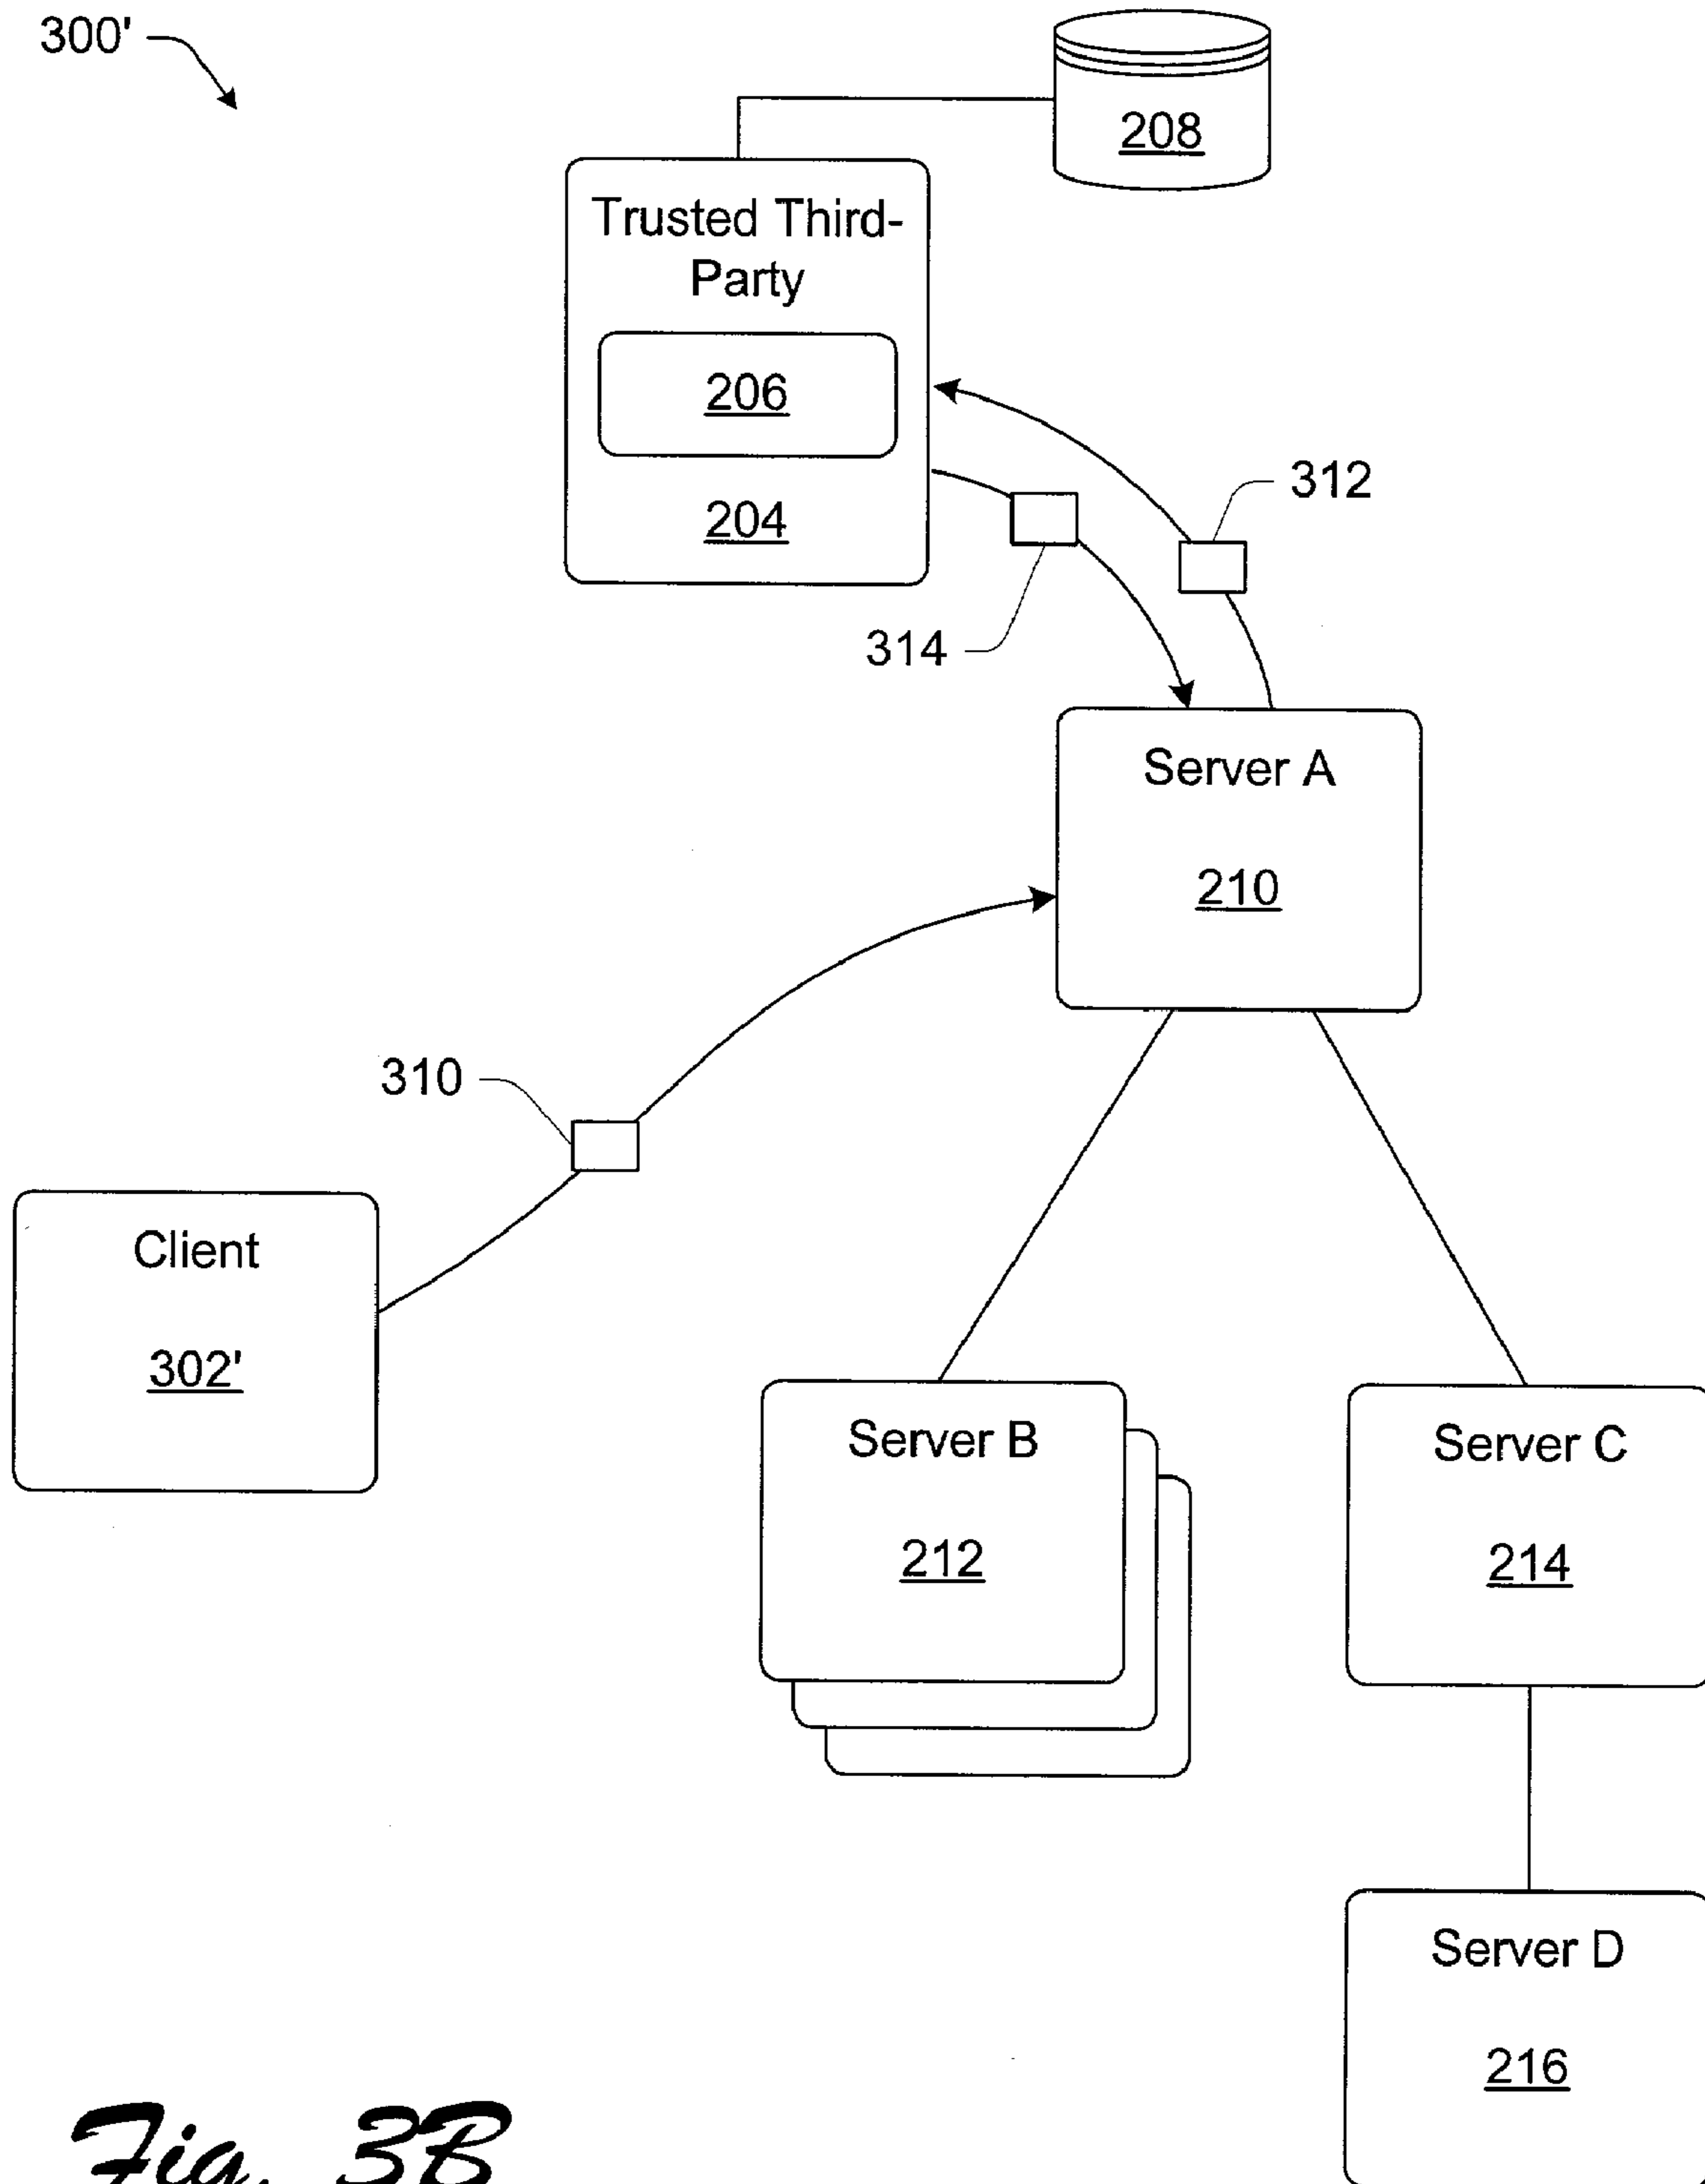 300'
208
Trusted Third-
Party
206
204
312
314
Server A
210
310
Client
302'
Server B
212
Server C
214
Server D
216
Fig. 3B